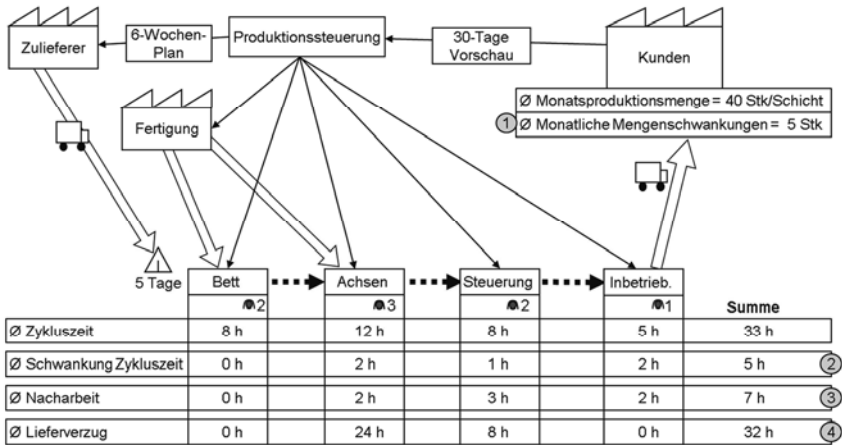 Zulieferer
6-Wochen-
Plan
Produktionssteuerung
30-Tage
Vorschau
Kunden
Ø Monatsproduktionsmenge = 40 Stk/Schicht
1 Ø Monatliche Mengenschwankungen = 5 Stk
Fertigung
5 Tage
Bett Achsen Steuerung Inbetrieb.
2 3 2 1 Summe
Ø Zykluszeit 8 h 12 h 8 h 5 h 33 h
Ø Schwankung Zykluszeit 0 h 2 h 1 h 2 h 5 h 2
Ø Nacharbeit 0 h 2 h 3 h 2 h 7 h 3
Ø Lieferverzug 0 h 24 h 8 h 0 h 32 h 4